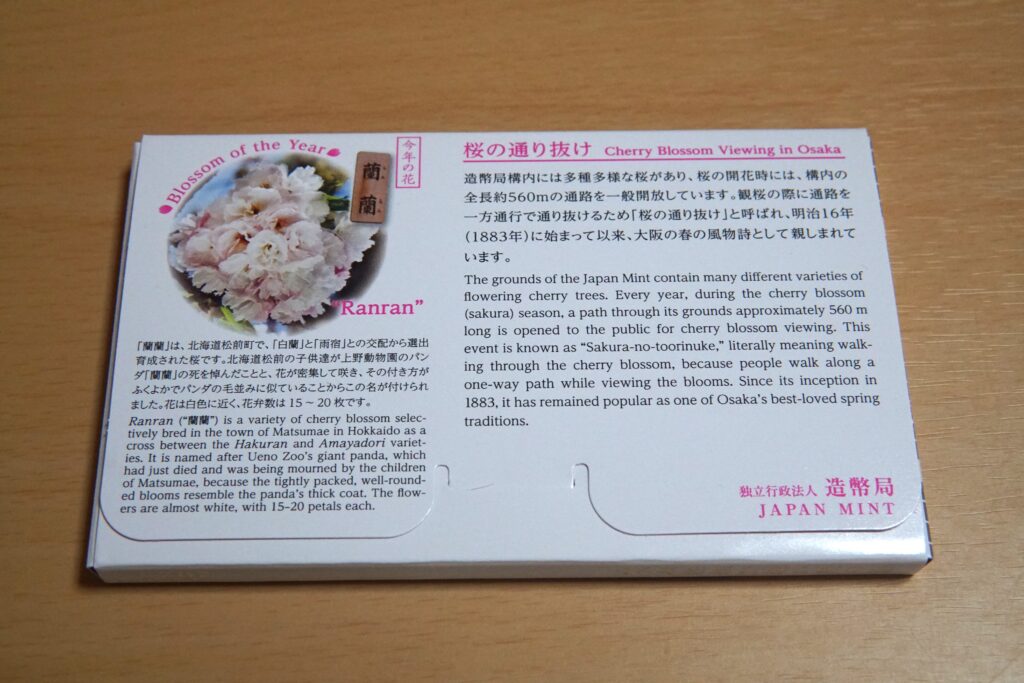 Blossom of the Year
今年の花
蘭蘭
"Ranran"
「蘭蘭」は、北海道松前町で、「白蘭」と「雨宿」との交配から選出
育成された桜です。北海道松前の子供達が上野動物園のパン
ダ「蘭蘭」の死を悼んだことと、花が密集して咲き、その付き方が
ふくよかでパンダの毛並みに似ていることからこの名が付けられ
ました。花は白色に近く、花弁数は15～20枚です。
Ranran ("蘭蘭") is a variety of cherry blossom selec-
tively bred in the town of Matsumae in Hokkaido as a
cross between the Hakuran and Amayadori variet-
ies. It is named after Ueno Zoo's giant panda, which
had just died and was being mourned by the children
of Matsumae, because the tightly packed, well-round-
ed blooms resemble the panda's thick coat. The flow-
ers are almost white, with 15–20 petals each.
桜の通り抜け Cherry Blossom Viewing in Osaka
造幣局構内には多種多様な桜があり、桜の開花時には、構内の
全長約560mの通路を一般開放しています。観桜の際に通路を
一方通行で通り抜けるため「桜の通り抜け」と呼ばれ、明治16年
(1883年)に始まって以来、大阪の春の風物詩として親しまれて
います。
The grounds of the Japan Mint contain many different varieties of
flowering cherry trees. Every year, during the cherry blossom
(sakura) season, a path through its grounds approximately 560 m
long is opened to the public for cherry blossom viewing. This
event is known as "Sakura-no-toorinuke," literally meaning walk-
ing through the cherry blossom, because people walk along a
one-way path while viewing the blooms. Since its inception in
1883, it has remained popular as one of Osaka's best-loved spring
traditions.
独立行政法人 造幣局
JAPAN MINT